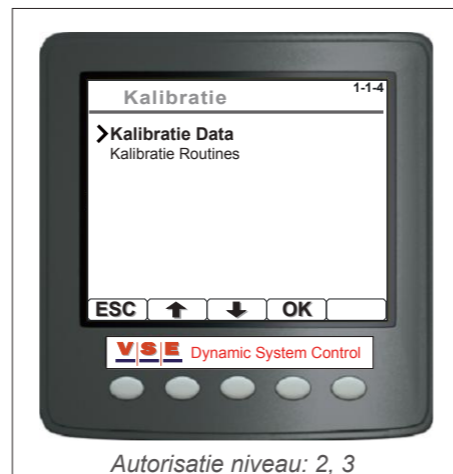 Kalibratie 1-1-4
Kalibratie Data
Kalibratie Routines
ESC OK
VSE Dynamic System Control
Autorisatie niveau: 2, 3